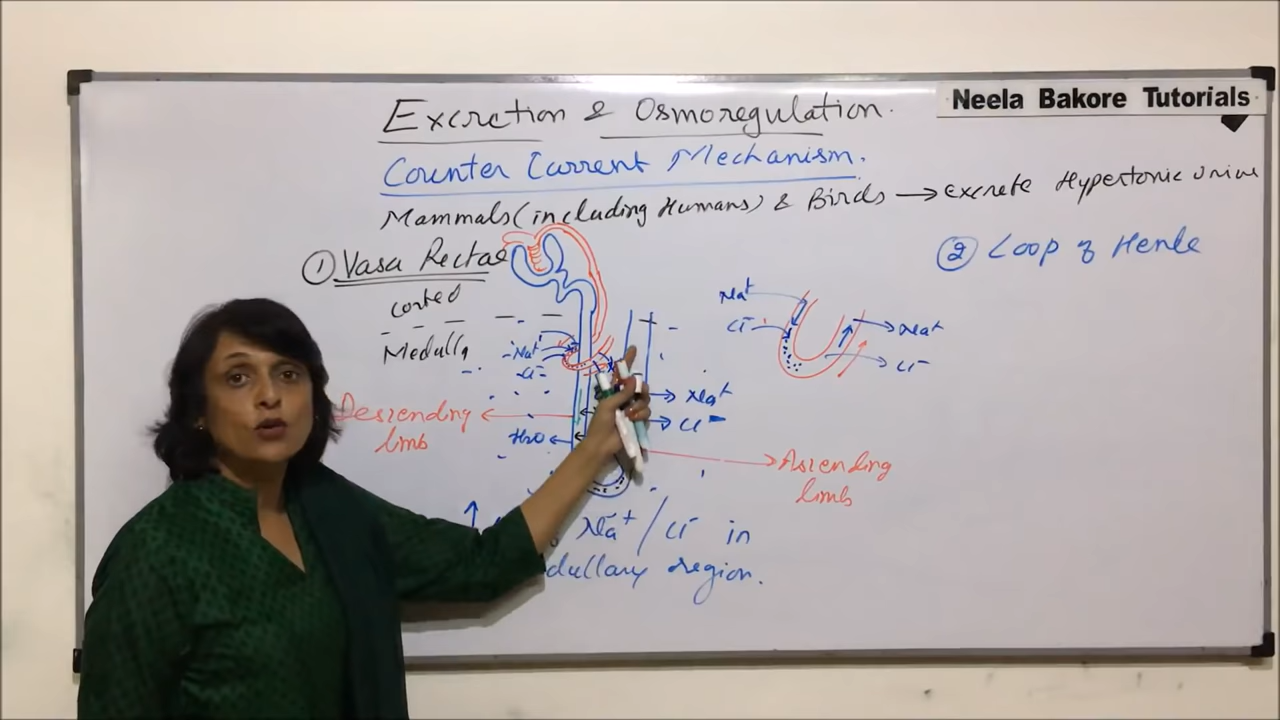 Neela Bakore Tutorials
Excretion & Osmoregulation.
Counter Current Mechanism.
Mammals (including Humans) & Birds → Excrete Hypertonic Urine
① Vasa Rectae
② Loop of Henle
Cortex
Medulla
Na⁺
Cl⁻
Na⁺
Cl⁻
Na⁺
Cl⁻
Na⁺
Cl⁻
Descending
limb
H2O
Ascending
limb
Na⁺/Cl⁻ in
region.